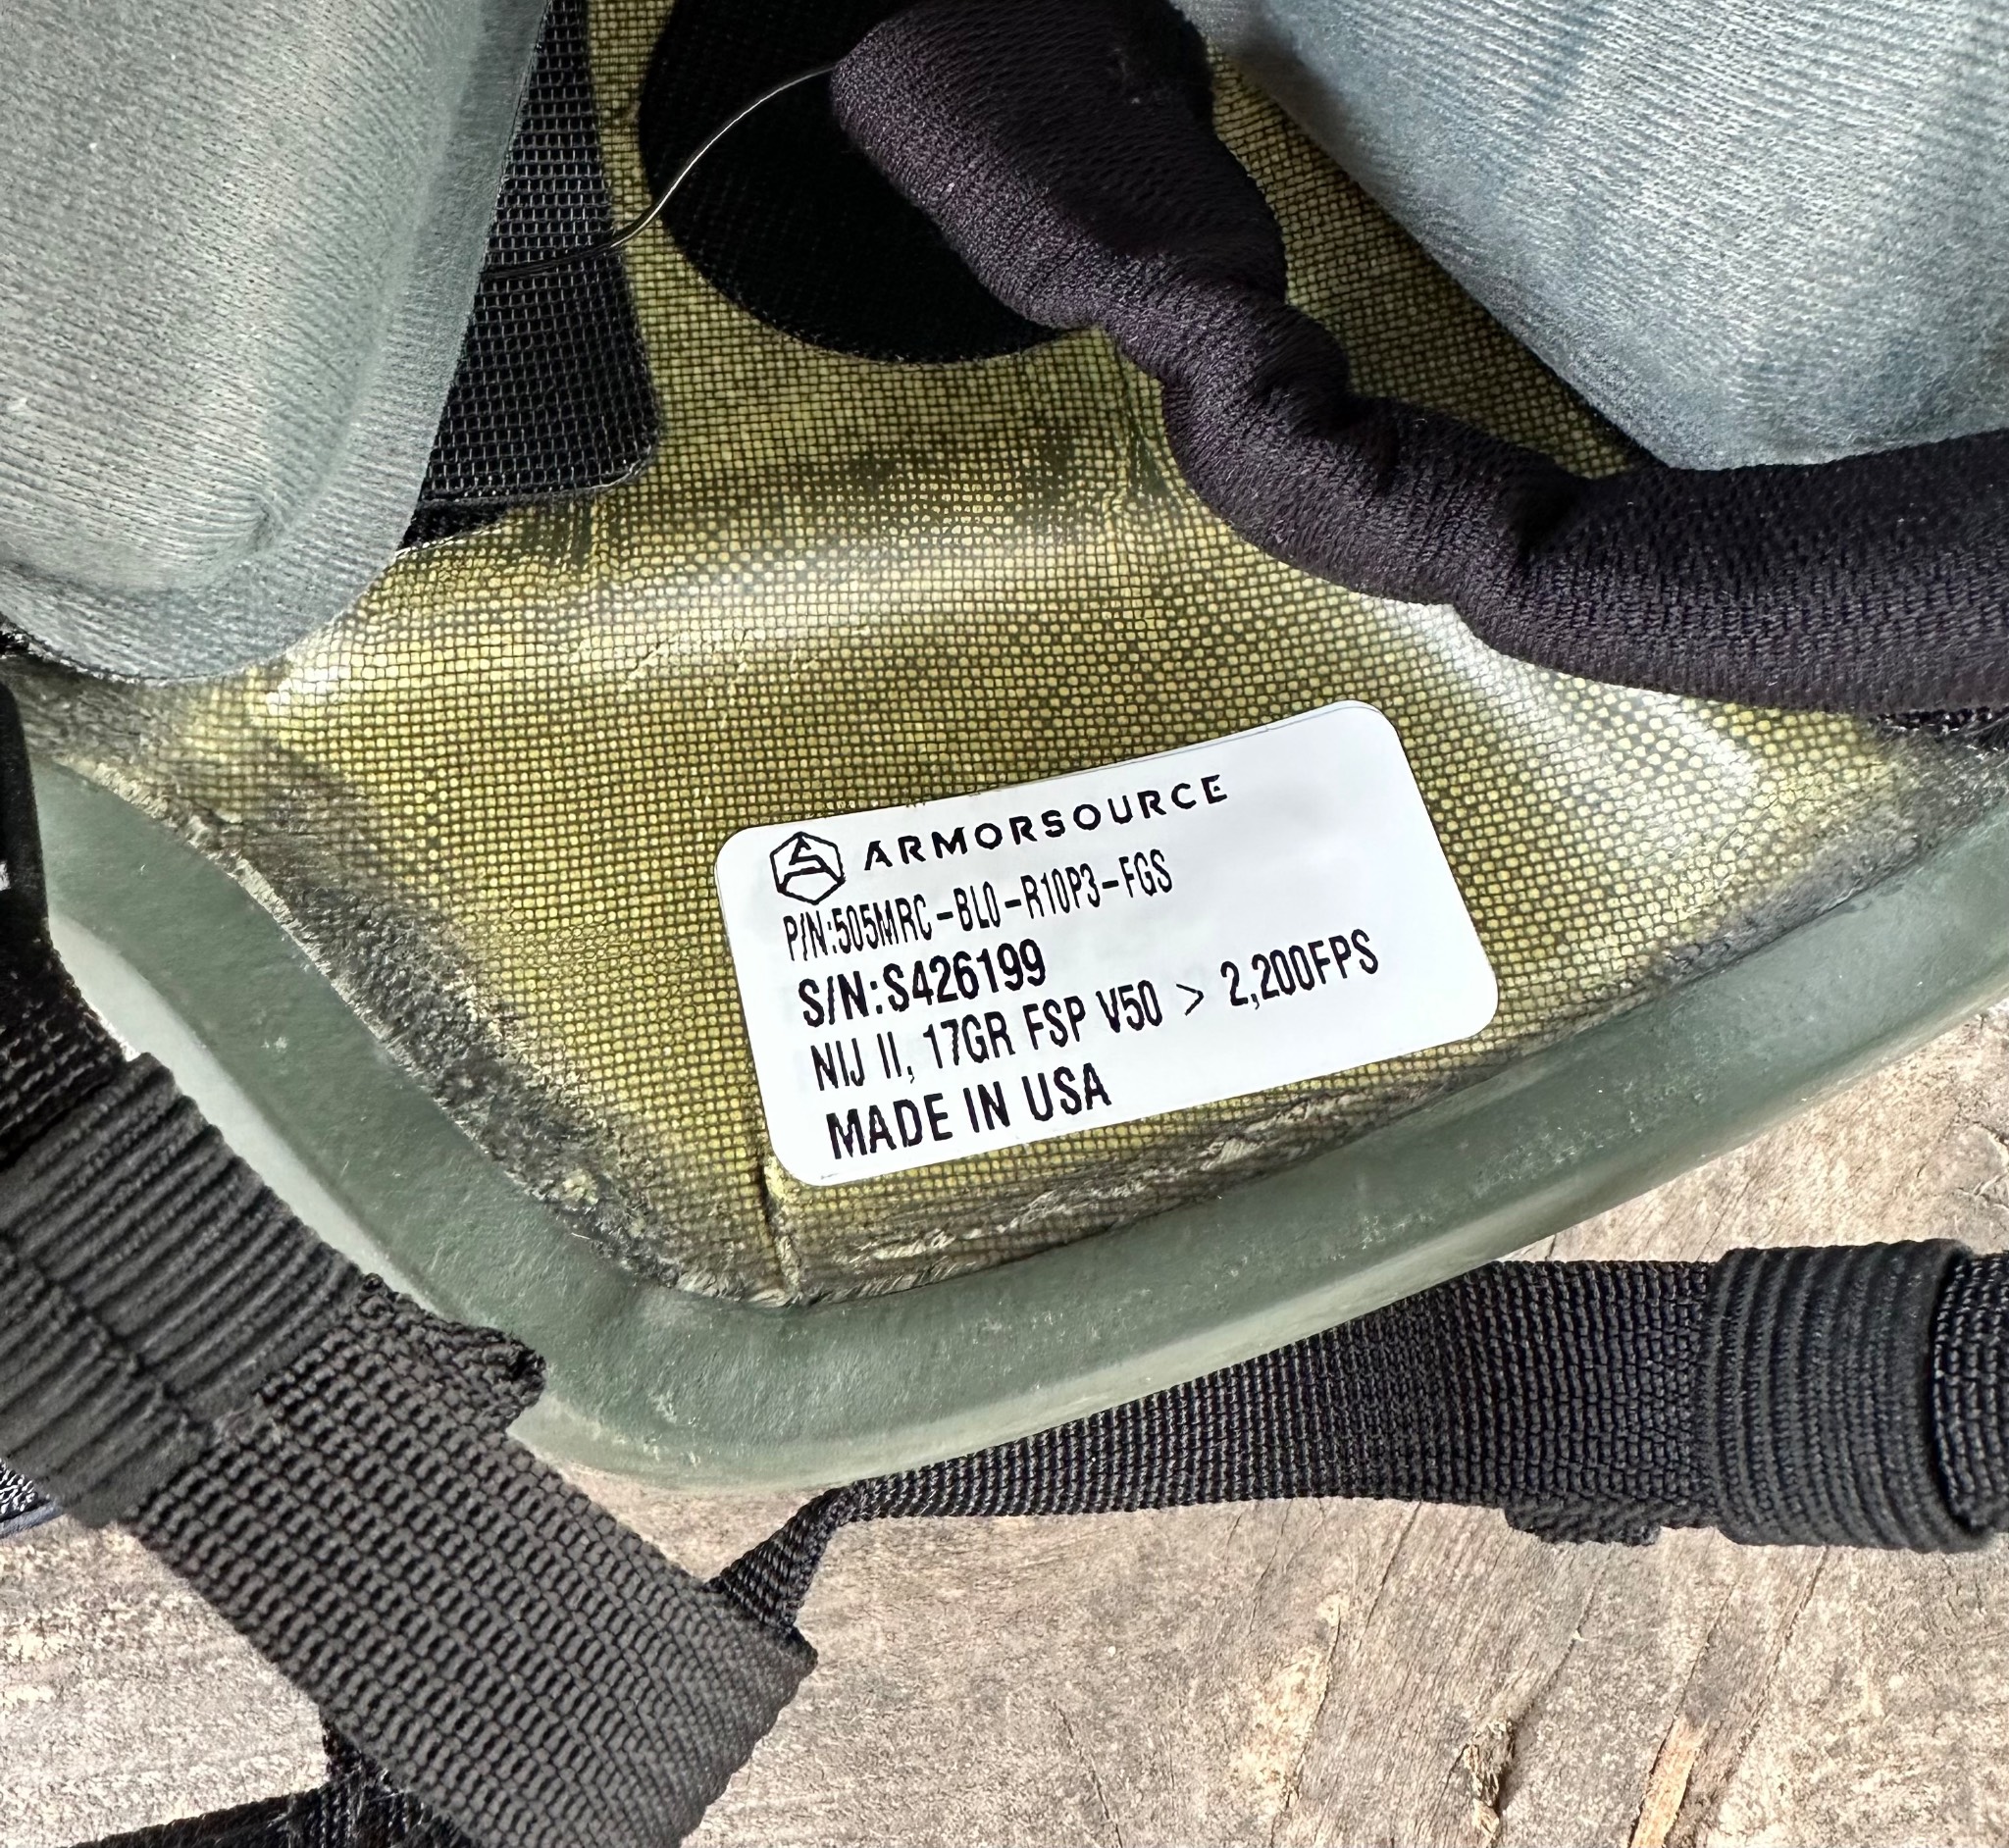 ARMORSOURCE
P/N:505MRC-BL0-R10P3-FGS
S/N:S426199
NIJ II, 17GR FSP V50 > 2,200FPS
MADE IN USA